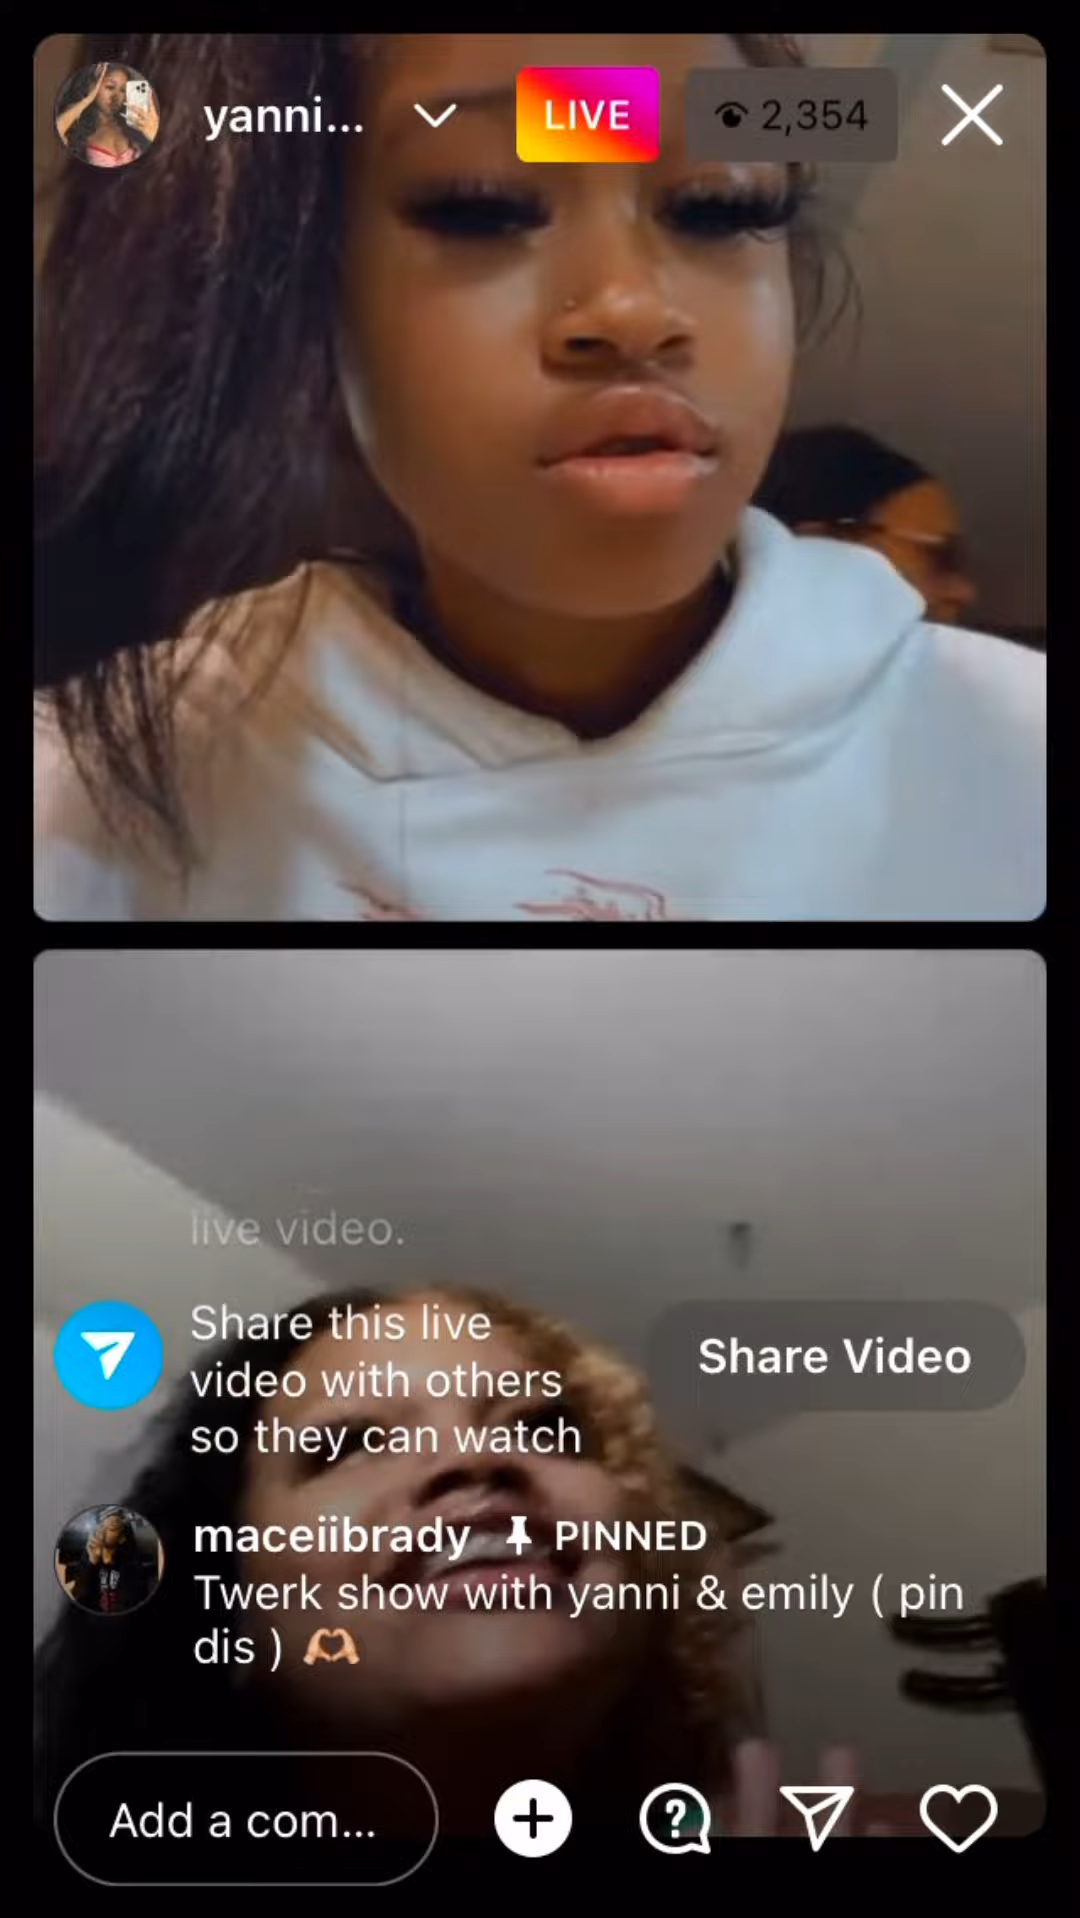 yanni...
LIVE
2,354
live video.
Share this live
video with others
so they can watch
Share Video
maceiibrady PINNED
Twerk show with yanni & emily ( pin
dis ) 🫶🏼
Add a com...